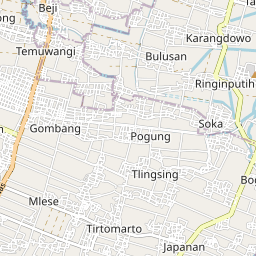 Beji
Karangdowo
Temuwangi
Bulusan
Ringinputih
Gombang
Pogung
Soka
Tlingsing
Mlese
Tirtomarto
Japanan